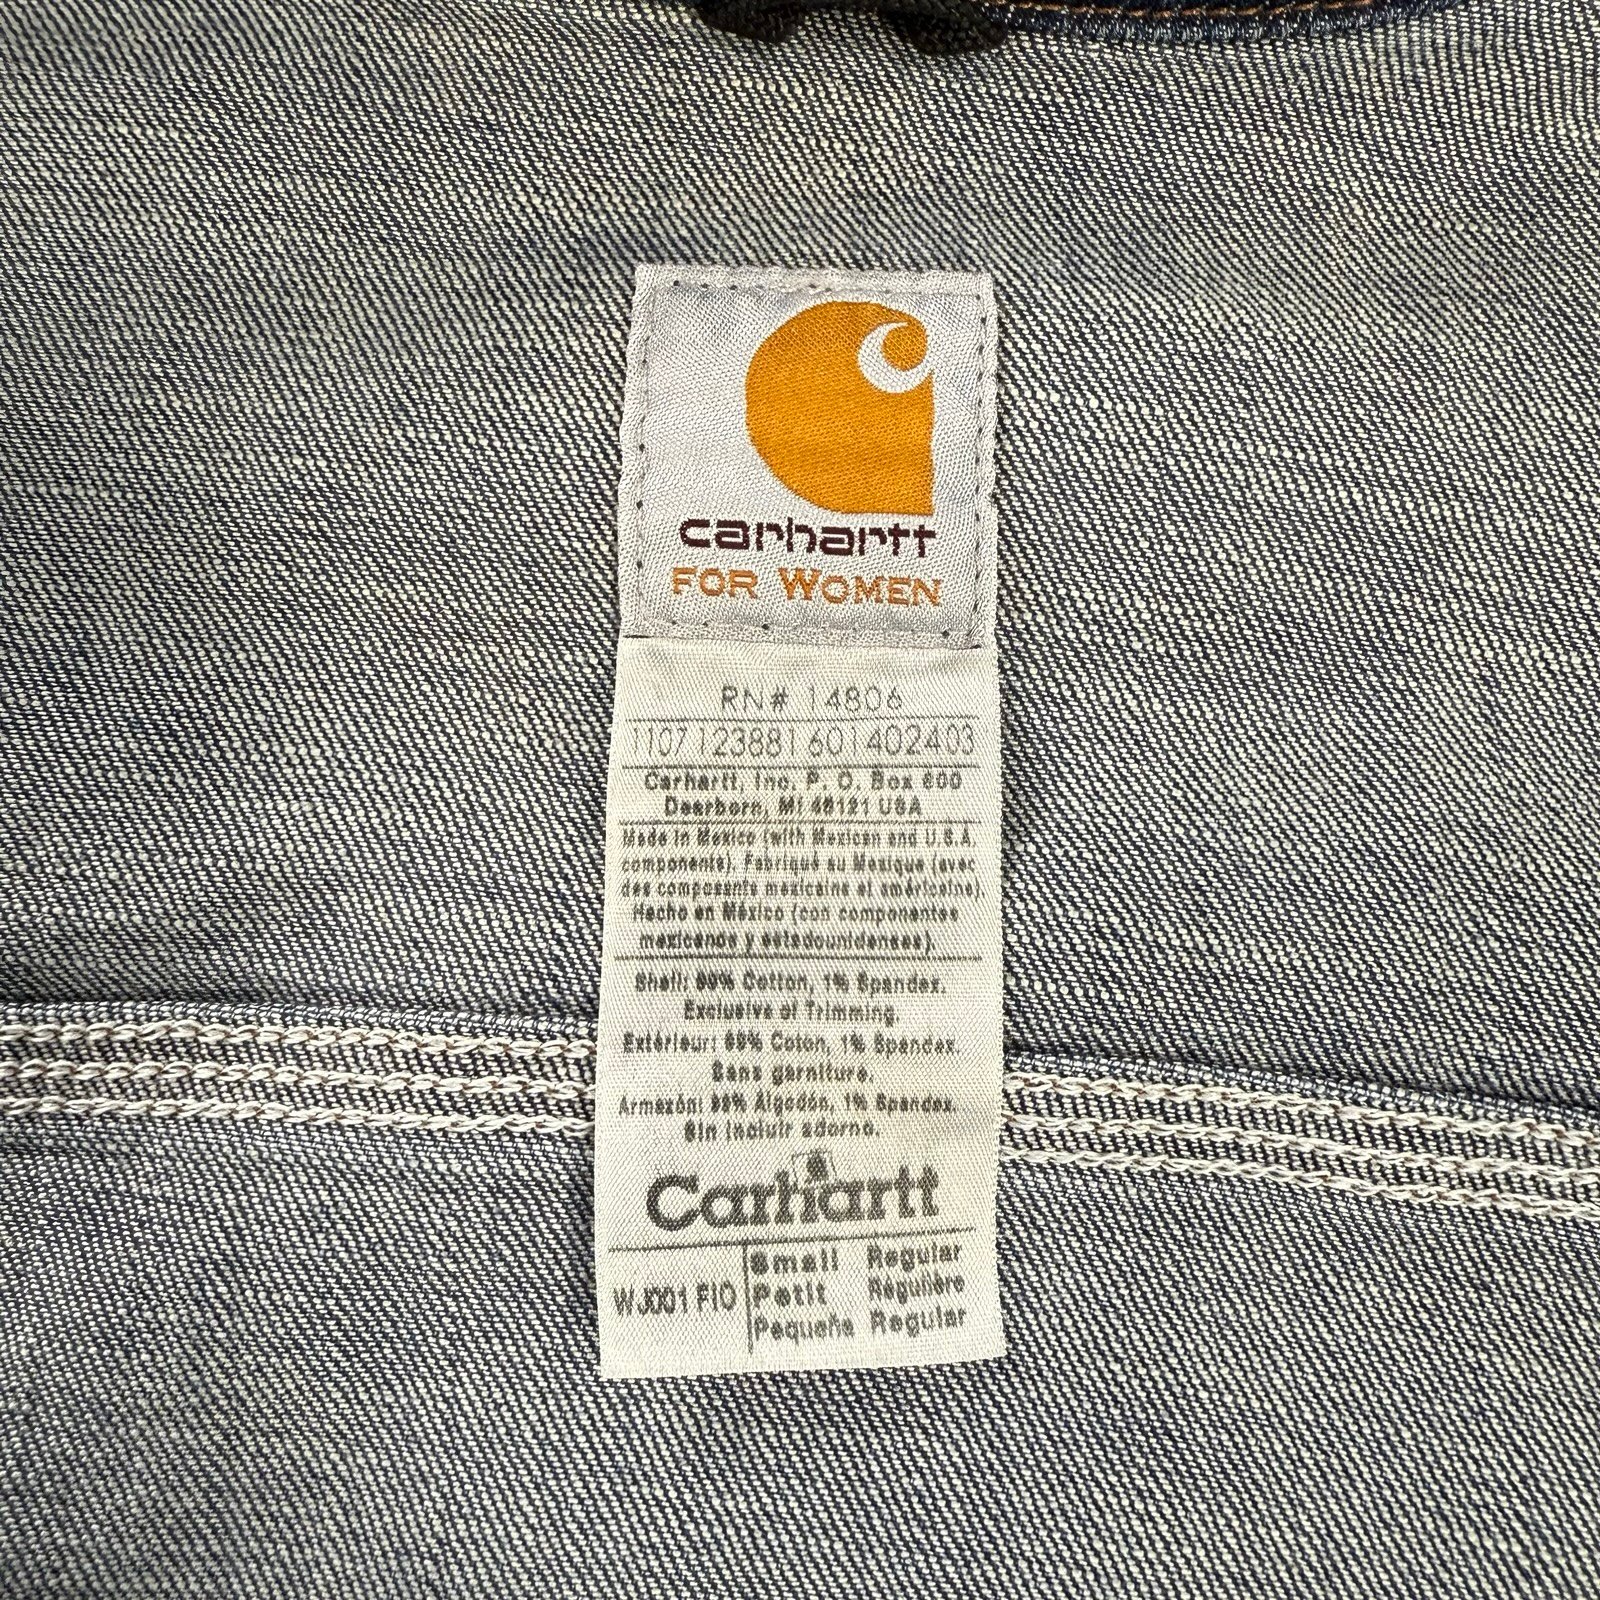 carhartt
FOR WOMEN
RN# 14806
1107 1238811 601402403
Carhartt, Inc. P. O. Box 600
Dearborn, MI 48121 USA
Made in Mexico (with Mexican and U.S.A.
components). Fabriqué au Mexique (avec
des composants mexicains et américains).
Hecho en México (con componentes
mexicanos y estadounidenses).
Shell: 99% Cotton, 1% Spandex.
Exclusive of Trimming.
Extérieur: 99% Coton, 1% Spandex.
Sans garniture.
Armazón: 99% Algodón, 1% Spandex.
Sin incluir adorno.
Carhartt
WJ001 FIO
Small Regular
Petit Régulière
Pequeña Regular